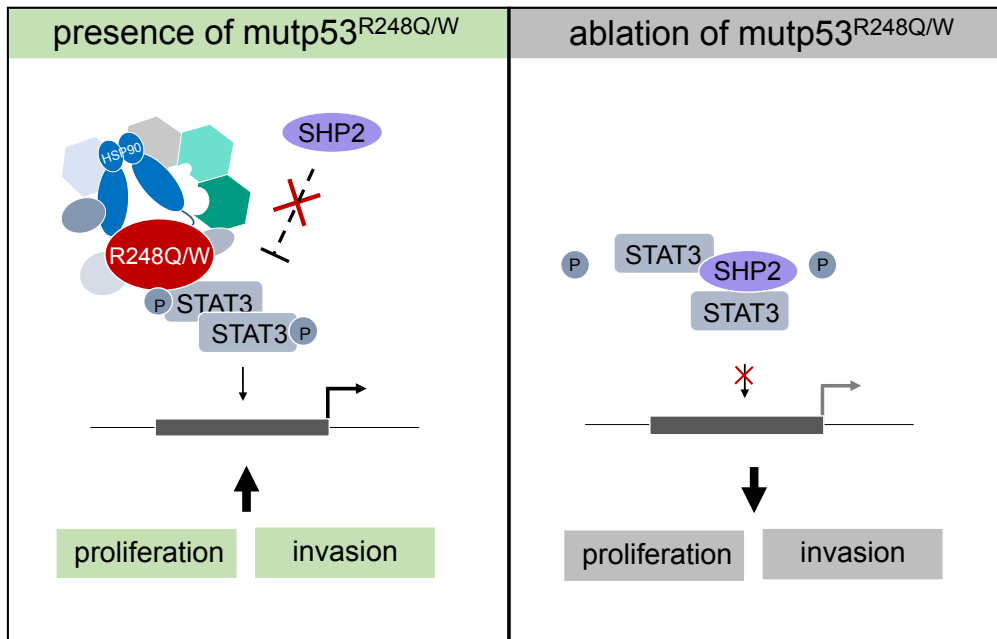 presence of mutp53R248Q/W
ablation of mutp53R248Q/W
SHP2
HSP90
R248Q/W
P
STAT3
STAT3
P
proliferation
invasion
P
STAT3
SHP2
P
STAT3
proliferation
invasion